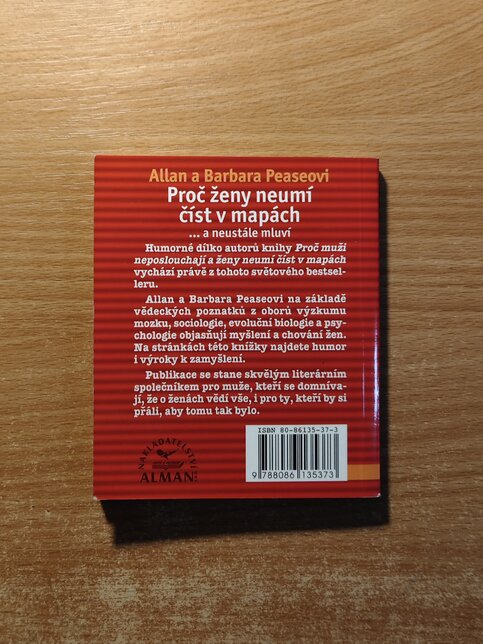 Allan a Barbara Peaseovi
Proč ženy neumí
číst v mapách
... a neustále mluví
Humorné dílko autorů knihy Proč muži
neposlouchají a ženy neumí číst v mapách
vychází právě z tohoto světového bestsel-
leru.
Allan a Barbara Peaseovi na základě
vědeckých poznatků z oborů výzkumu
mozku, sociologie, evoluční biologie a psy-
chologie objasňují myšlení a chování žen.
Na stránkách této knížky najdete humor
i výroky k zamyšlení.
Publikace se stane skvělým literárním
společníkem pro muže, kteří se domníva-
jí, že o ženách vědí vše, i pro ty, kteří by si
přáli, aby tomu tak bylo.
ISBN 80-86135-37-3
9 788086 135373
NAKLADATELSTVÍ
ALMAN